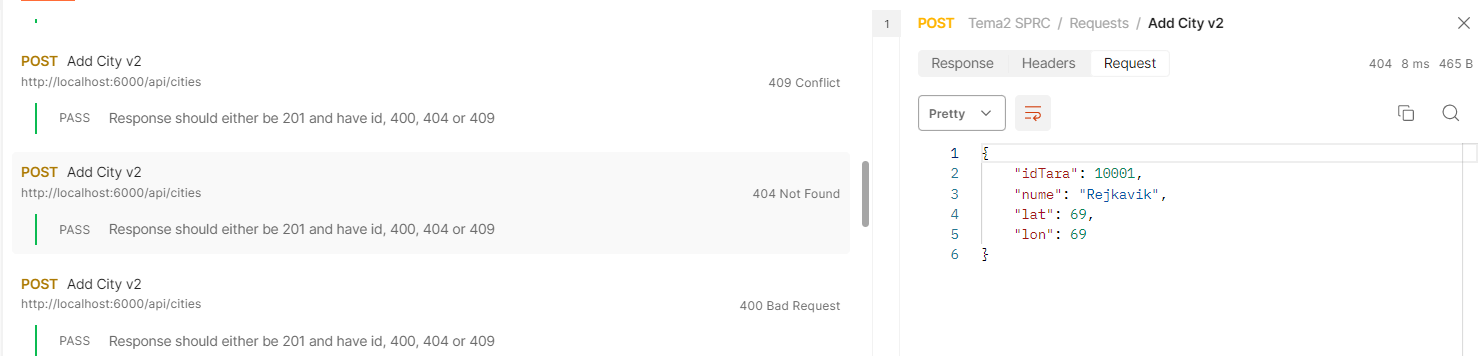 POST Add City v2
http://localhost:6000/api/cities
409 Conflict
PASS Response should either be 201 and have id, 400, 404 or 409
POST Add City v2
http://localhost:6000/api/cities
404 Not Found
PASS Response should either be 201 and have id, 400, 404 or 409
POST Add City v2
http://localhost:6000/api/cities
400 Bad Request
PASS Response should either be 201 and have id, 400, 404 or 409
1
POST Tema2 SPRC / Requests / Add City v2
Response Headers Request 404 8 ms 465 B
Pretty
1 {
2 "idTara": 10001,
3 "nume": "Rejkavik",
4 "lat": 69,
5 "lon": 69
6 }